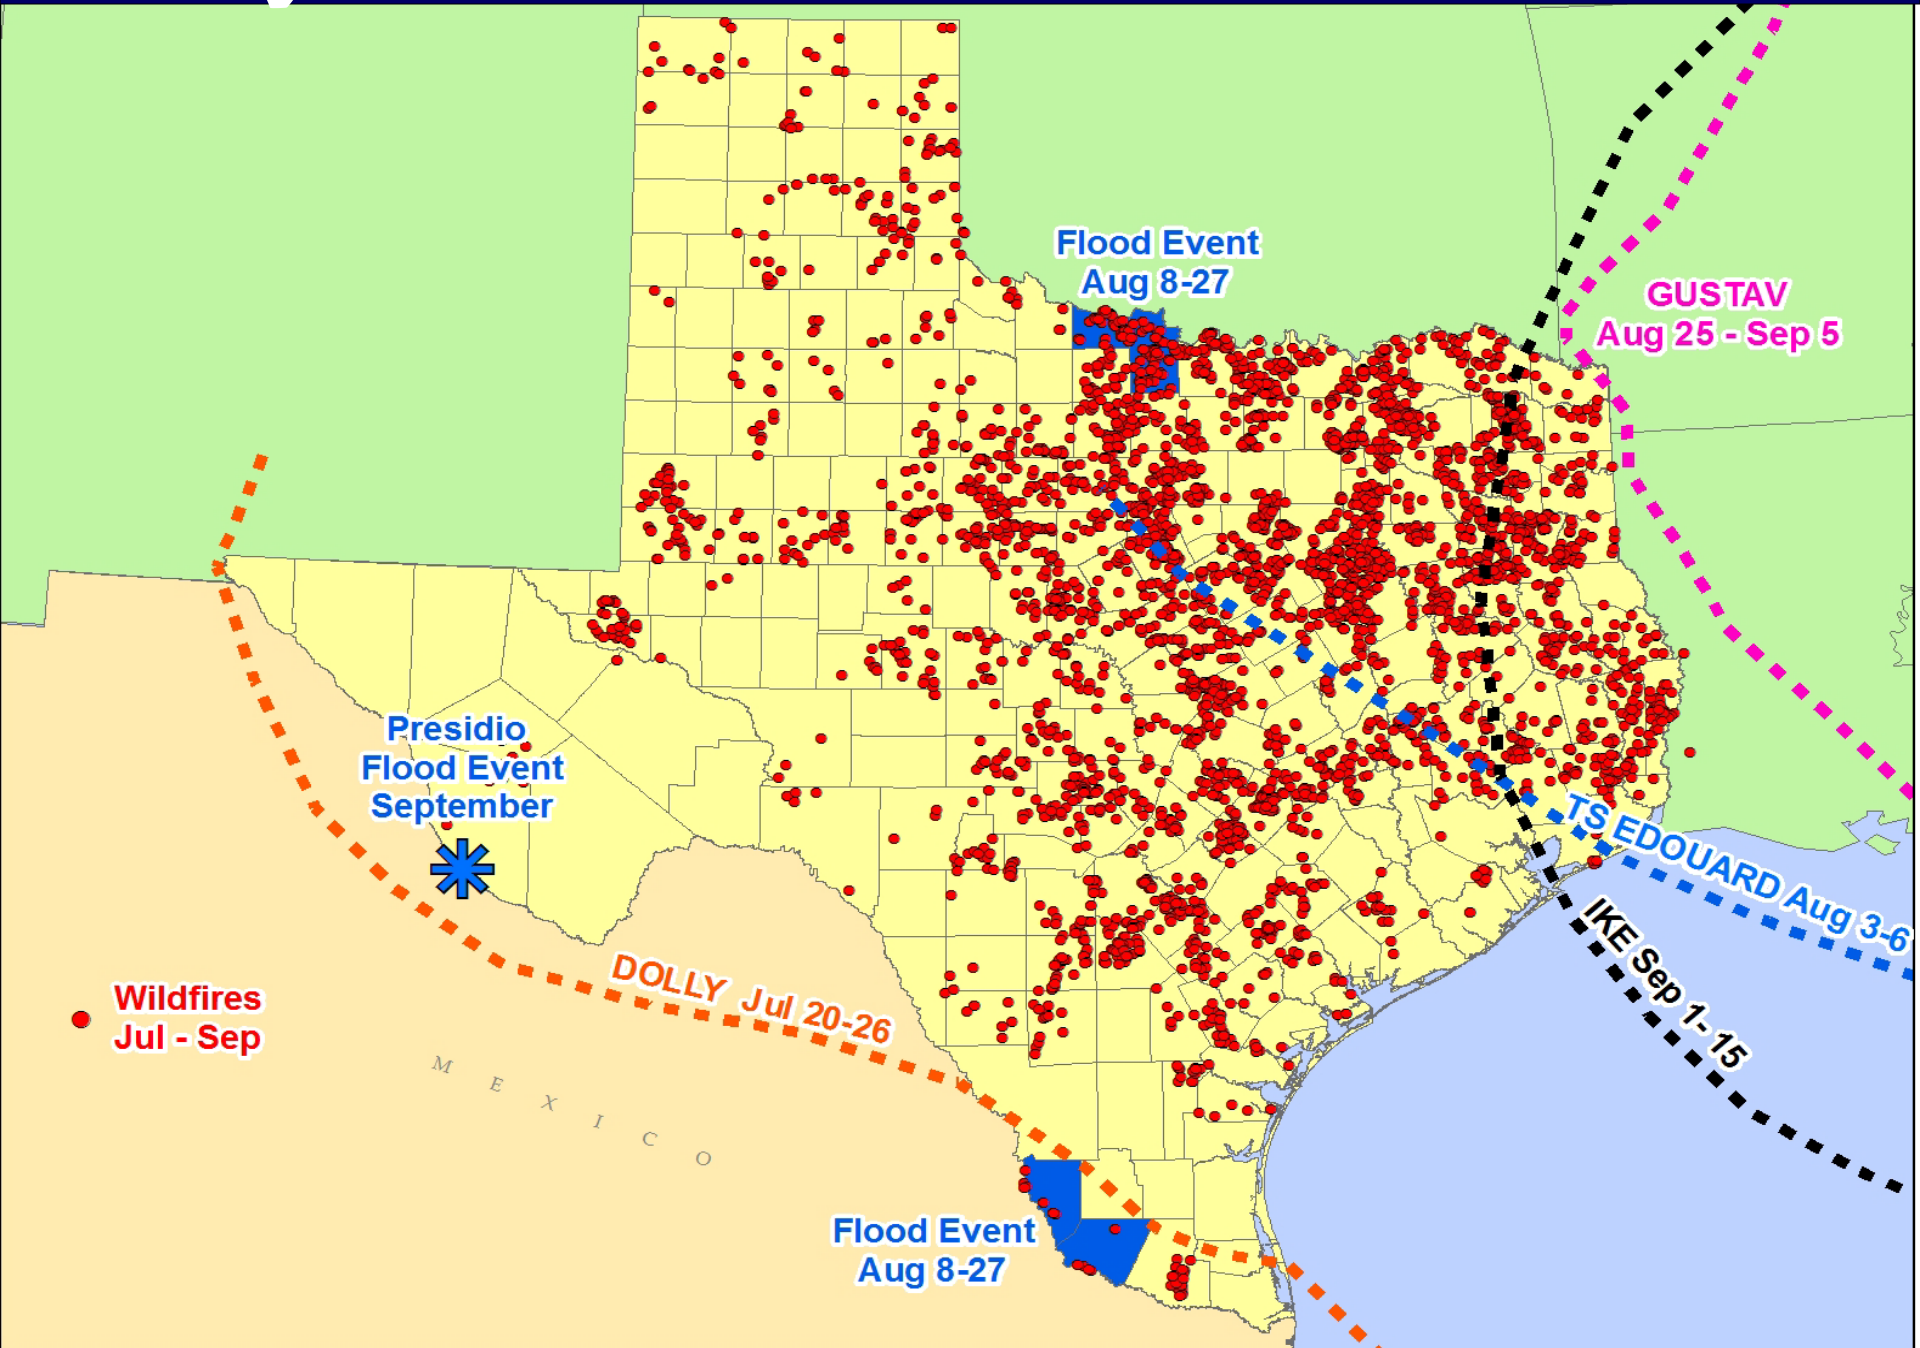 Flood Event
Aug 8-27
GUSTAV
Aug 25 - Sep 5
Presidio
Flood Event
September
TS EDOUARD Aug 3-6
IKE Sep 1-15
DOLLY Jul 20-26
Wildfires
Jul - Sep
MEXICO
Flood Event
Aug 8-27